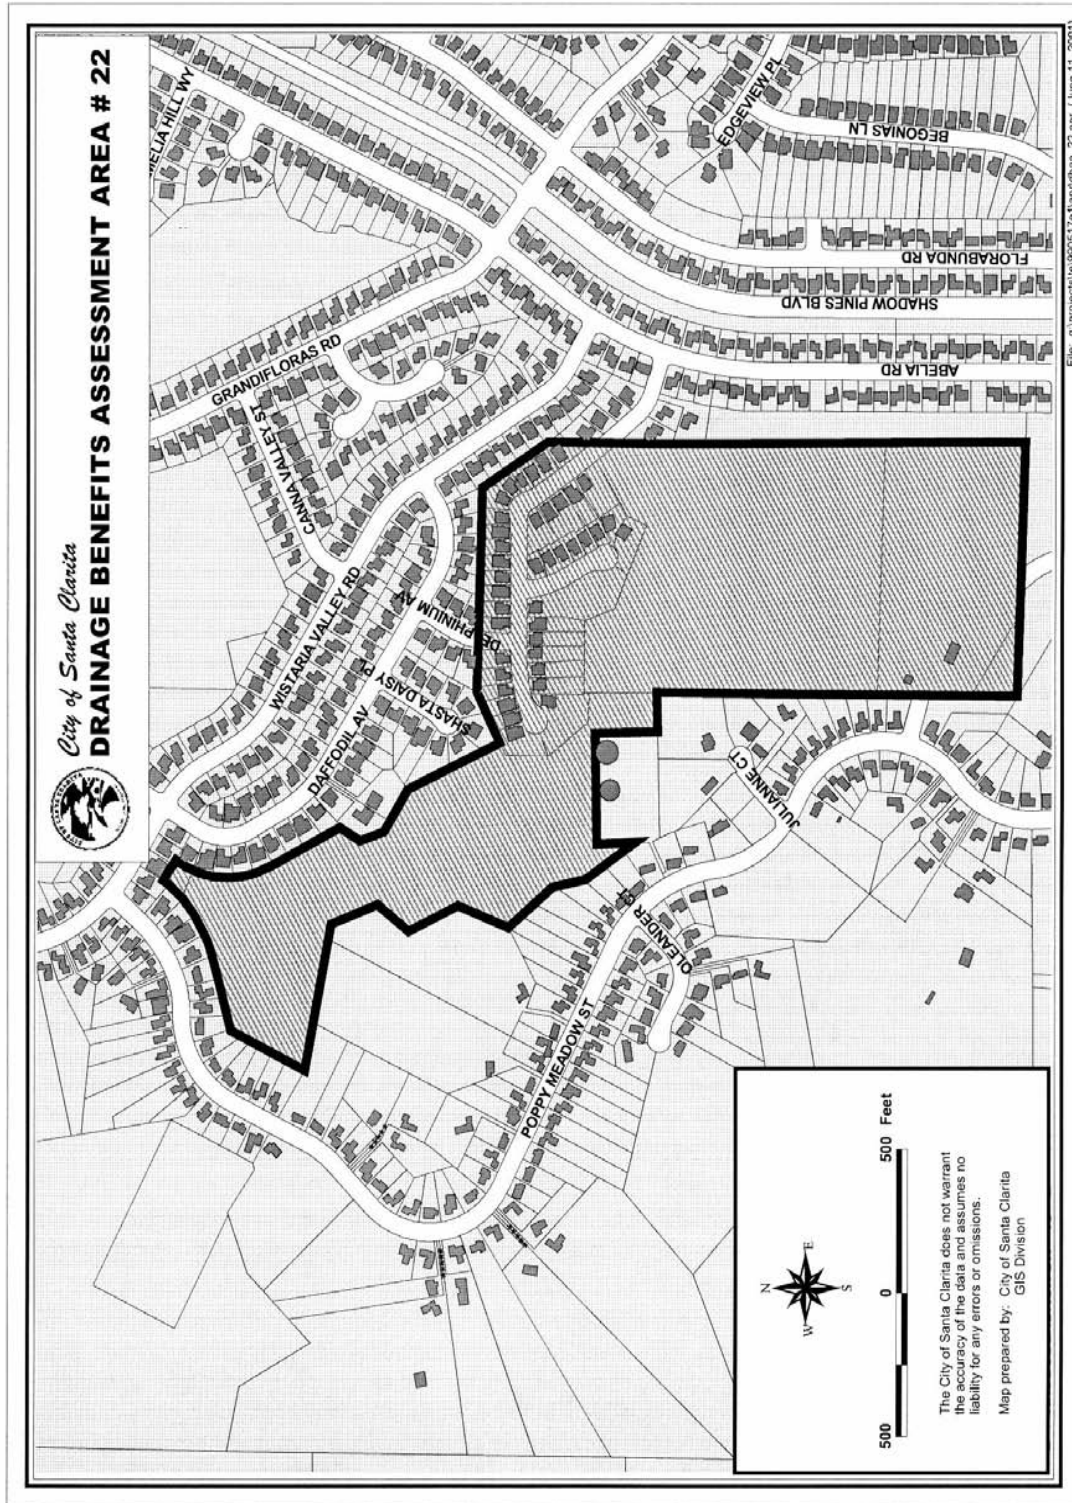 City of Santa Clarita
DRAINAGE BENEFITS ASSESSMENT AREA # 22
EDGEVIEW PL
BEGONIAS LN
FLORABUNDA RD
SHADOW PINES BLVD
ABELIA RD
GRANDIFLORAS RD
CANNA VALLEY ST
WISTARIA VALLEY RD
DELPHINIUM AV
SHASTA DAISY PL
DAFFODIL AV
JULIANNE CT
OLEANDER CT
POPPY MEADOW ST
HILL WY
N
W
E
S
500
0
500 Feet
The City of Santa Clarita does not warrant
the accuracy of the data and assumes no
liability for any errors or omissions.
Map prepared by: City of Santa Clarita
GIS Division